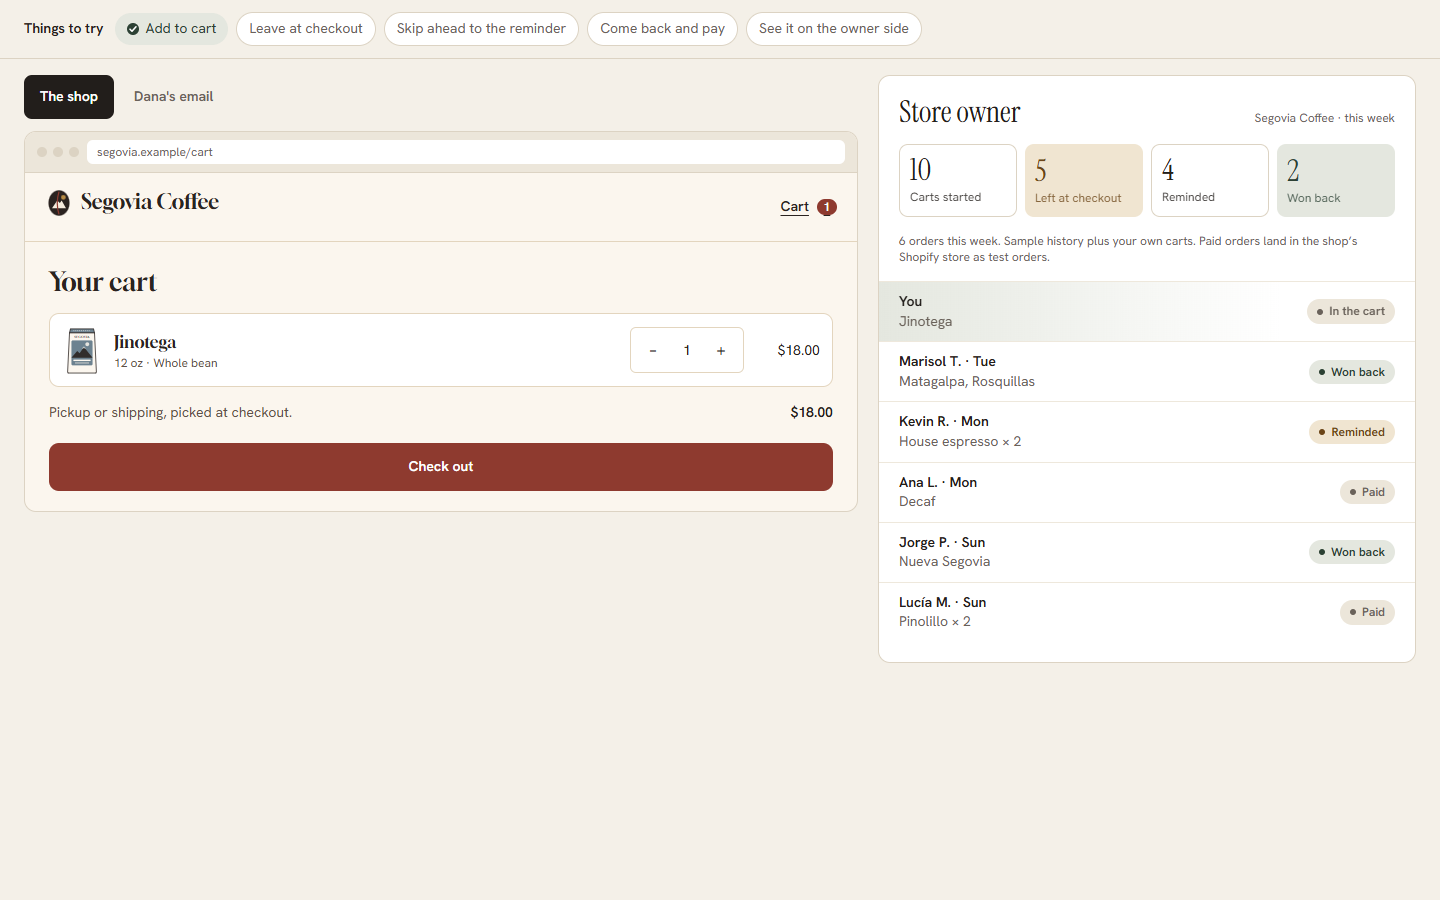 Things to try
Add to cart
Leave at checkout
Skip ahead to the reminder
Come back and pay
See it on the owner side
The shop
Dana's email
segovia.example/cart
Segovia Coffee
Cart 1
Your cart
Jinotega
12 oz · Whole bean
− 1 +
$18.00
Pickup or shipping, picked at checkout.
$18.00
Check out
Store owner
Segovia Coffee · this week
10
Carts started
5
Left at checkout
4
Reminded
2
Won back
6 orders this week. Sample history plus your own carts. Paid orders land in the shop’s
Shopify store as test orders.
You
Jinotega
In the cart
Marisol T. · Tue
Matagalpa, Rosquillas
Won back
Kevin R. · Mon
House espresso × 2
Reminded
Ana L. · Mon
Decaf
Paid
Jorge P. · Sun
Nueva Segovia
Won back
Lucía M. · Sun
Pinolillo × 2
Paid